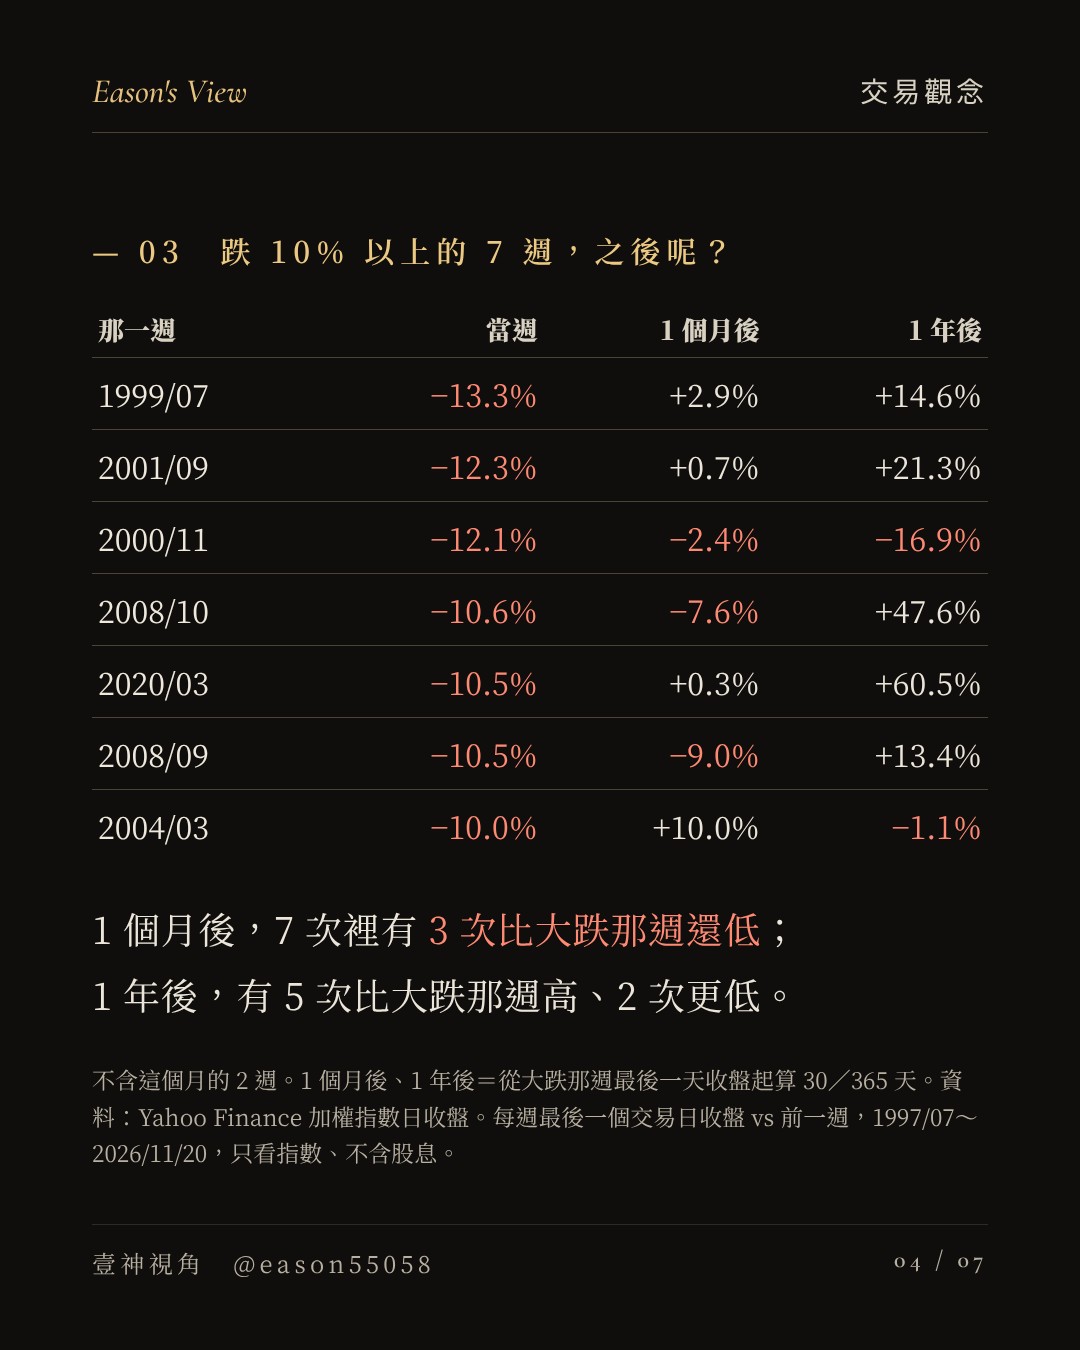 Eason's View 交易觀念
— 03 跌 10% 以上的 7 週，之後呢？
那一週 當週 1 個月後 1 年後
1999/07 −13.3% +2.9% +14.6%
2001/09 −12.3% +0.7% +21.3%
2000/11 −12.1% −2.4% −16.9%
2008/10 −10.6% −7.6% +47.6%
2020/03 −10.5% +0.3% +60.5%
2008/09 −10.5% −9.0% +13.4%
2004/03 −10.0% +10.0% −1.1%
1 個月後，7 次裡有 3 次比大跌那週還低；
1 年後，有 5 次比大跌那週高、2 次更低。
不含這個月的 2 週。1 個月後、1 年後＝從大跌那週最後一天收盤起算 30／365 天。資
料：Yahoo Finance 加權指數日收盤。每週最後一個交易日收盤 vs 前一週，1997/07～
2026/11/20，只看指數、不含股息。
壹神視角 @eason55058 04 / 07